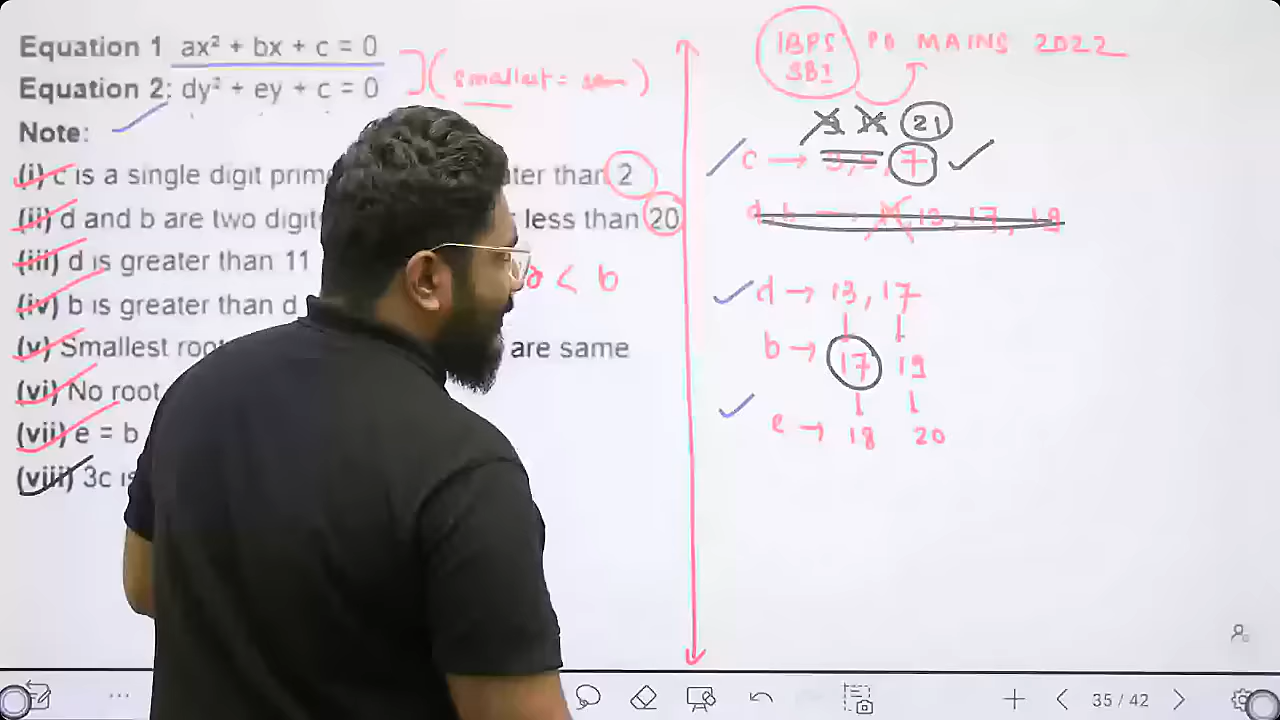 Equation 1 ax² + bx + c = 0
Equation 2: dy² + ey + c = 0
(smallest = sam)
Note:
(i) c is a single digit prim ater than 2
(ii) d and b are two digit less than 20
(iii) d is greater than 11
< b
(iv) b is greater than d
(v) Smallest roo are same
(vi) No root
(vii) e = b
(viii) 3c is
IBPS PO MAINS 2022
SBI
21
c → 3, 5, 7
d, b → 11, 13, 17, 19
d → 13, 17
b → 17 19
e → 18 20
35 / 42